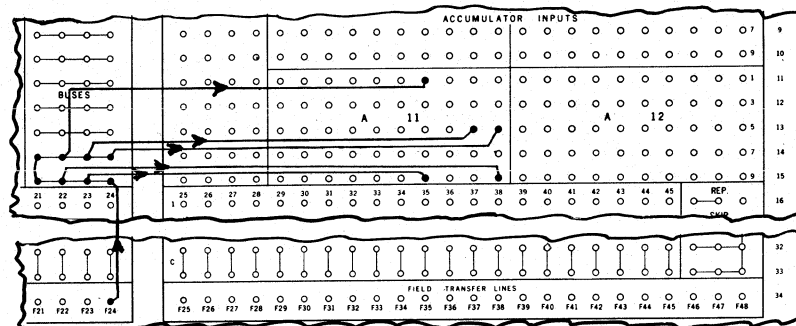 ACCUMULATOR INPUTS
7 9
9 10
1 11
BUSES
3 12
A 11 A 12
5 13
7 14
9 15
21 22 23 24 25 26 27 28 29 30 31 32 33 34 35 36 37 38 39 40 41 42 43 44 45 REP.
1 16
32
C
33
FIELD TRANSFER LINES
34
F21 F22 F23 F24 F25 F26 F27 F28 F29 F30 F31 F32 F33 F34 F35 F36 F37 F38 F39 F40 F41 F42 F43 F44 F45 F46 F47 F48